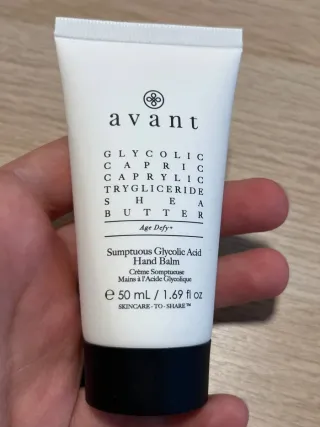 avant
GLYCOLIC
CAPRIC
CAPRYLIC
TRYGLICERIDE
SHEA
BUTTER
Age Defy+
Sumptuous Glycolic Acid
Hand Balm
Crème Somptueuse
Mains à l'Acide Glycolique
℮ 50 mL / 1.69 fl oz
SKINCARE-TO-SHARE™